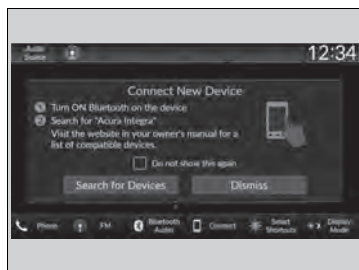 Audio
Source
12:34
Connect New Device
1 Turn ON Bluetooth on the device
2 Search for "Acura Integra"
Visit the website in your owner's manual for a
list of compatible devices.
Do not show this again
Search for Devices
Dismiss
Phone
FM
Bluetooth
Audio
Connect
Smart
Shortcuts
Display
Mode